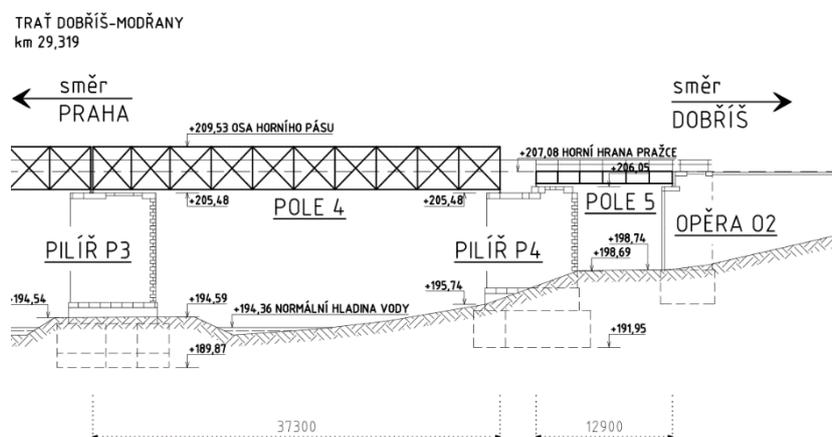 TRAŤ DOBŘÍŠ-MODŘANY
km 29,319
směr
PRAHA
směr
DOBŘÍŠ
+209,53 OSA HORNÍHO PÁSU
+207,08 HORNÍ HRANA PRAŽCE
+206,05
+205,48
POLE 4
+205,48
POLE 5
OPĚRA O2
PILÍŘ P3
PILÍŘ P4
+198,74
+198,69
+195,74
+194,54
+194,59
+194,36 NORMÁLNÍ HLADINA VODY
+191,95
+189,87
37300
12900